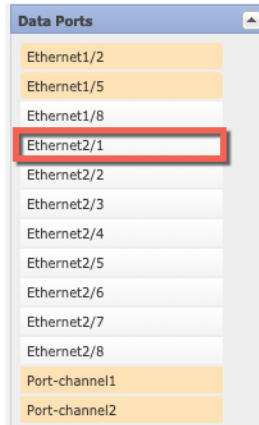 Data Ports
Ethernet1/2
Ethernet1/5
Ethernet1/8
Ethernet2/1
Ethernet2/2
Ethernet2/3
Ethernet2/4
Ethernet2/5
Ethernet2/6
Ethernet2/7
Ethernet2/8
Port-channel1
Port-channel2